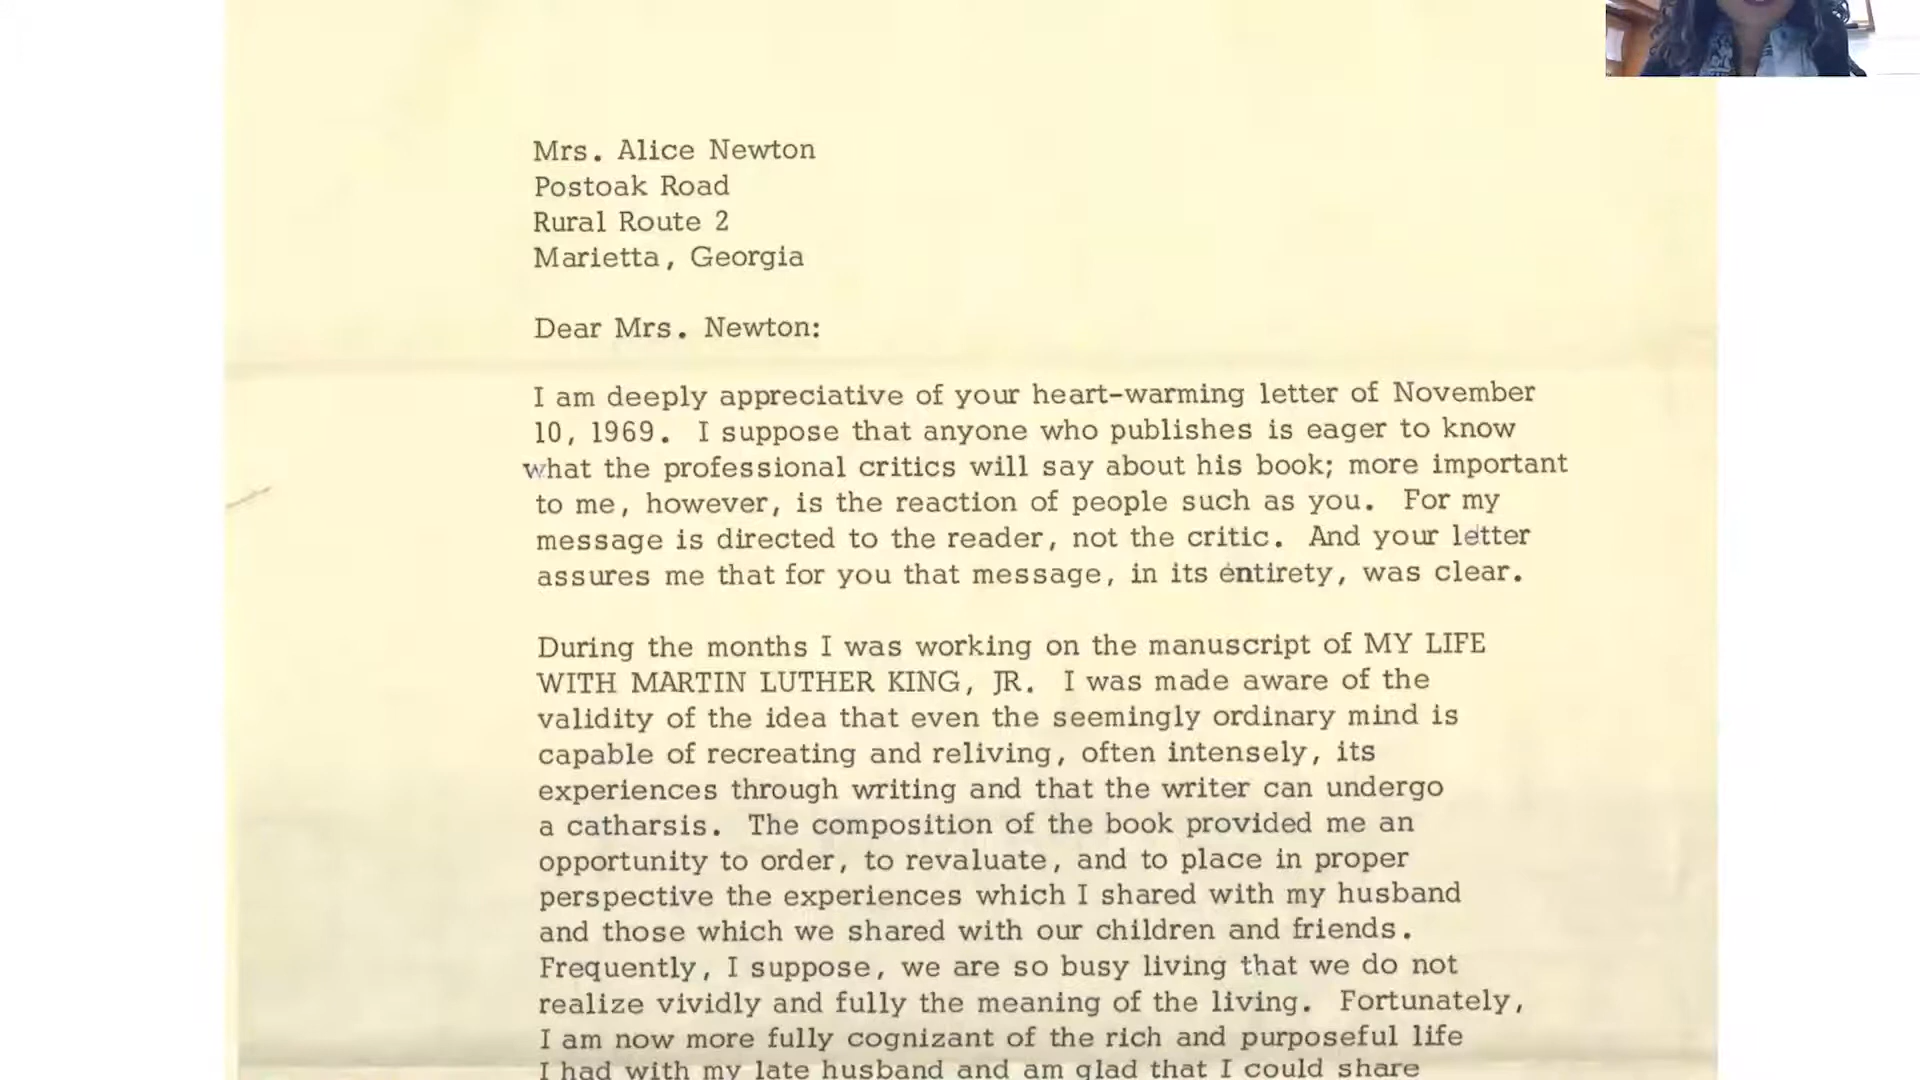 Mrs. Alice Newton
Postoak Road
Rural Route 2
Marietta, Georgia
Dear Mrs. Newton:
I am deeply appreciative of your heart-warming letter of November
10, 1969. I suppose that anyone who publishes is eager to know
what the professional critics will say about his book; more important
to me, however, is the reaction of people such as you. For my
message is directed to the reader, not the critic. And your letter
assures me that for you that message, in its entirety, was clear.
During the months I was working on the manuscript of MY LIFE
WITH MARTIN LUTHER KING, JR. I was made aware of the
validity of the idea that even the seemingly ordinary mind is
capable of recreating and reliving, often intensely, its
experiences through writing and that the writer can undergo
a catharsis. The composition of the book provided me an
opportunity to order, to revaluate, and to place in proper
perspective the experiences which I shared with my husband
and those which we shared with our children and friends.
Frequently, I suppose, we are so busy living that we do not
realize vividly and fully the meaning of the living. Fortunately,
I am now more fully cognizant of the rich and purposeful life
I had with my late husband and am glad that I could share